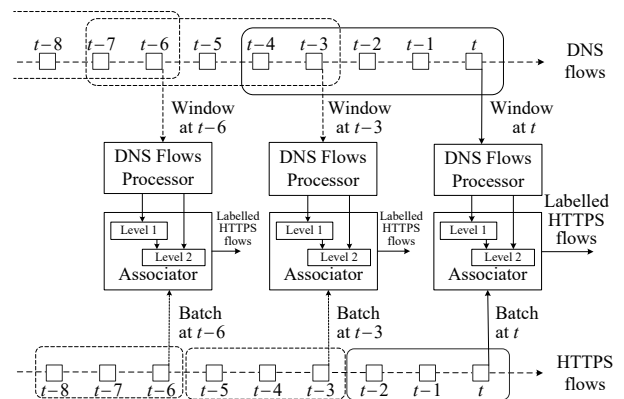 t−8 t−7 t−6 t−5 t−4 t−3 t−2 t−1 t
DNS
flows
Window
at t−6
Window
at t−3
Window
at t
DNS Flows
Processor
DNS Flows
Processor
DNS Flows
Processor
Level 1
Level 2
Associator
Labelled
HTTPS
flows
Level 1
Level 2
Associator
Labelled
HTTPS
flows
Level 1
Level 2
Associator
Labelled
HTTPS
flows
Batch
at t−6
Batch
at t−3
Batch
at t
t−8 t−7 t−6 t−5 t−4 t−3 t−2 t−1 t
HTTPS
flows